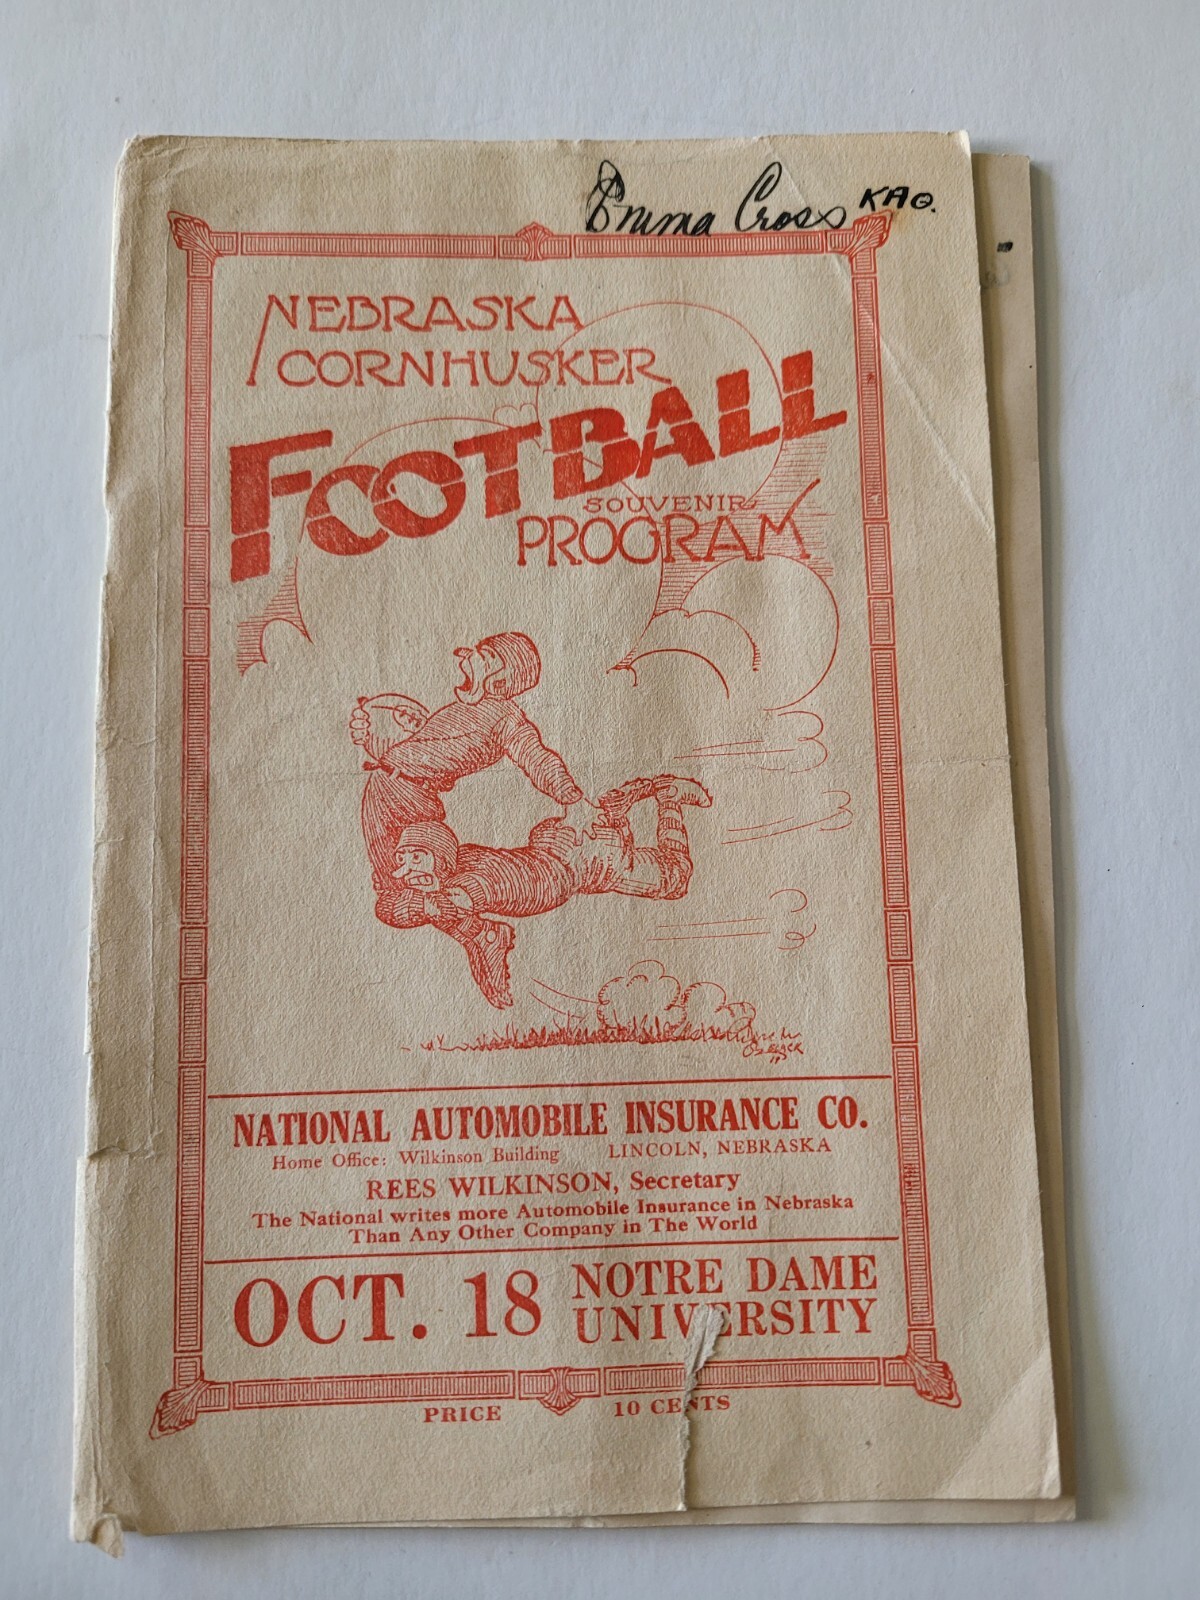 Emma Cross KAΘ.
NEBRASKA
CORNHUSKER
FOOTBALL
SOUVENIR
PROGRAM
NATIONAL AUTOMOBILE INSURANCE CO.
Home Office: Wilkinson Building LINCOLN, NEBRASKA
REES WILKINSON, Secretary
The National writes more Automobile Insurance in Nebraska
Than Any Other Company in The World
OCT. 18 NOTRE DAME
UNIVERSITY
PRICE 10 CENTS